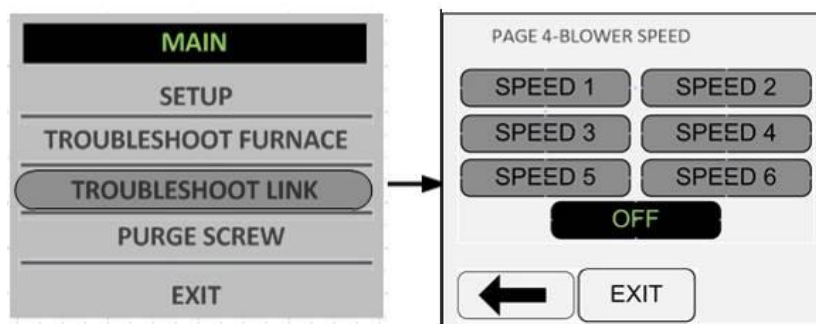 MAIN
SETUP
TROUBLESHOOT FURNACE
TROUBLESHOOT LINK
PURGE SCREW
EXIT
PAGE 4-BLOWER SPEED
SPEED 1 SPEED 2
SPEED 3 SPEED 4
SPEED 5 SPEED 6
OFF
EXIT